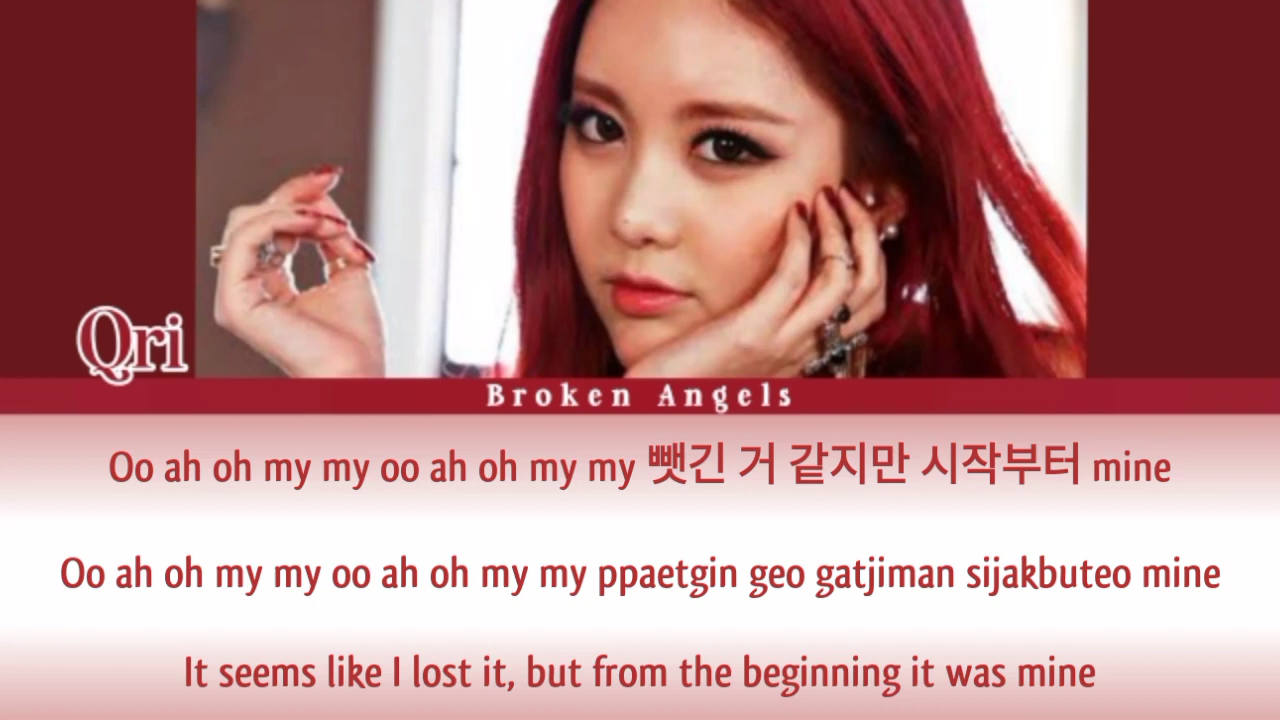 Qri
Broken Angels
Oo ah oh my my oo ah oh my my 뺏긴 거 같지만 시작부터 mine
Oo ah oh my my oo ah oh my my ppaetgin geo gatjiman sijakbuteo mine
It seems like I lost it, but from the beginning it was mine